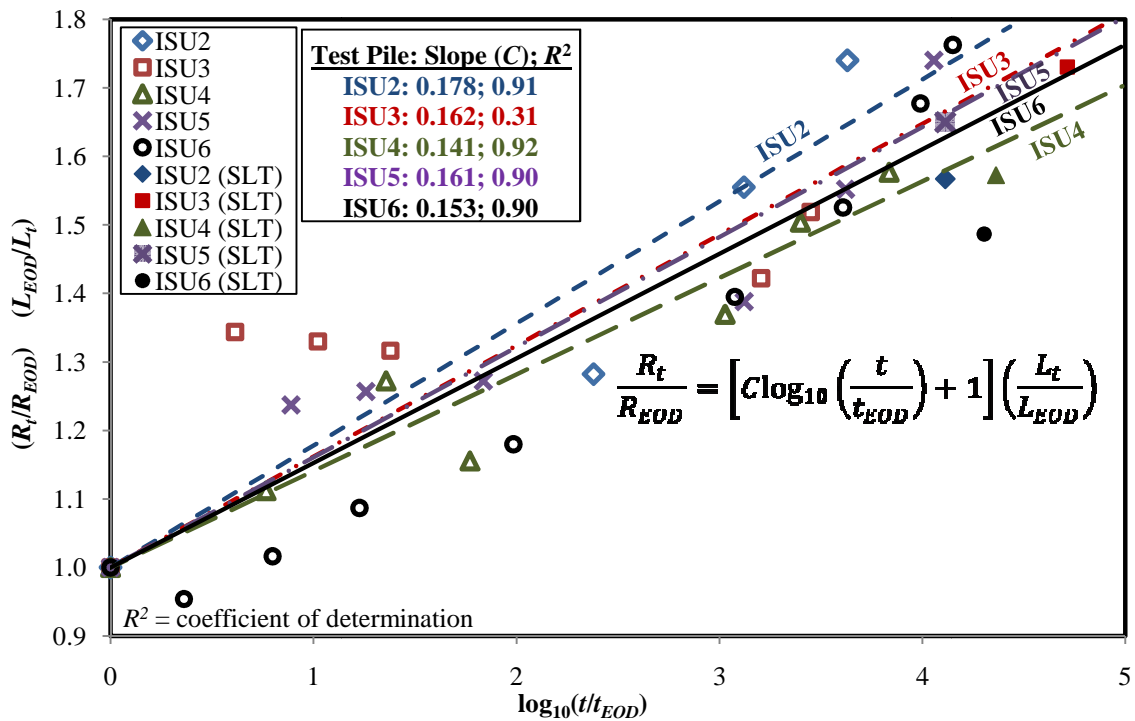 (R_t/R_EOD) (L_EOD/L_t)
1.8
1.7
1.6
1.5
1.4
1.3
1.2
1.1
1.0
0.9
ISU2
ISU3
ISU4
ISU5
ISU6
ISU2 (SLT)
ISU3 (SLT)
ISU4 (SLT)
ISU5 (SLT)
ISU6 (SLT)
Test Pile: Slope (C); R²
ISU2: 0.178; 0.91
ISU3: 0.162; 0.31
ISU4: 0.141; 0.92
ISU5: 0.161; 0.90
ISU6: 0.153; 0.90
ISU2
ISU3
ISU5
ISU6
ISU4
R_t/R_EOD = [C log₁₀ (t/t_EOD) + 1] (L_t/L_EOD)
R² = coefficient of determination
0 1 2 3 4 5
log₁₀(t/t_EOD)